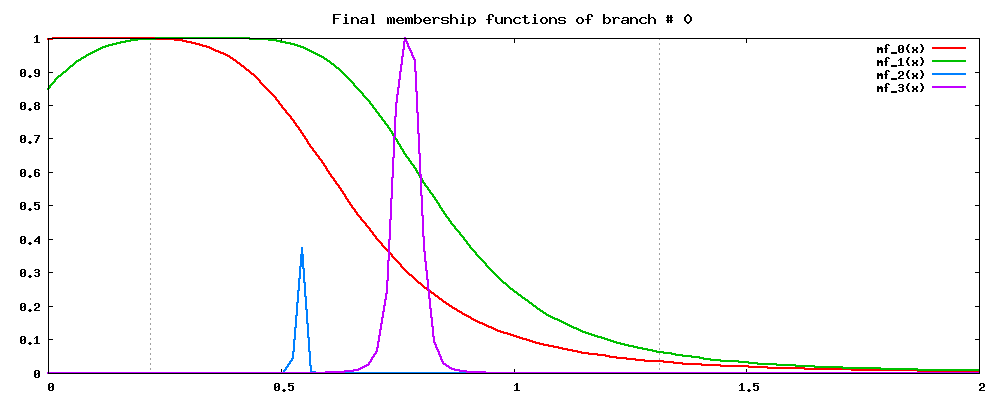 Final membership functions of branch # 0
mf_0(x)
mf_1(x)
mf_2(x)
mf_3(x)
1
0.9
0.8
0.7
0.6
0.5
0.4
0.3
0.2
0.1
0
0 0.5 1 1.5 2